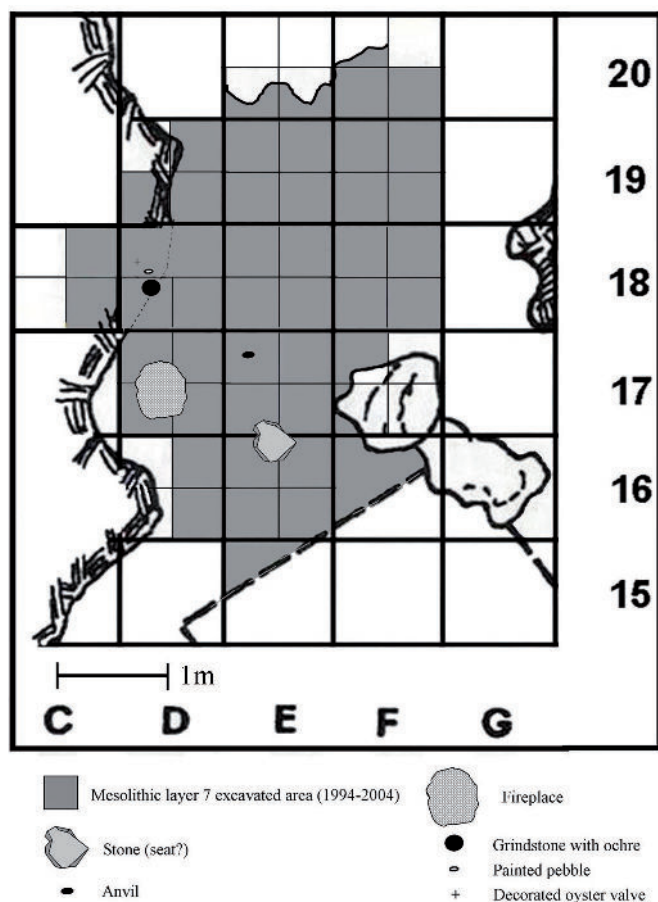 20
19
18
17
16
15
1m
C D E F G
Mesolithic layer 7 excavated area (1994-2004)
Stone (seat?)
Anvil
Fireplace
Grindstone with ochre
Painted pebble
Decorated oyster valve